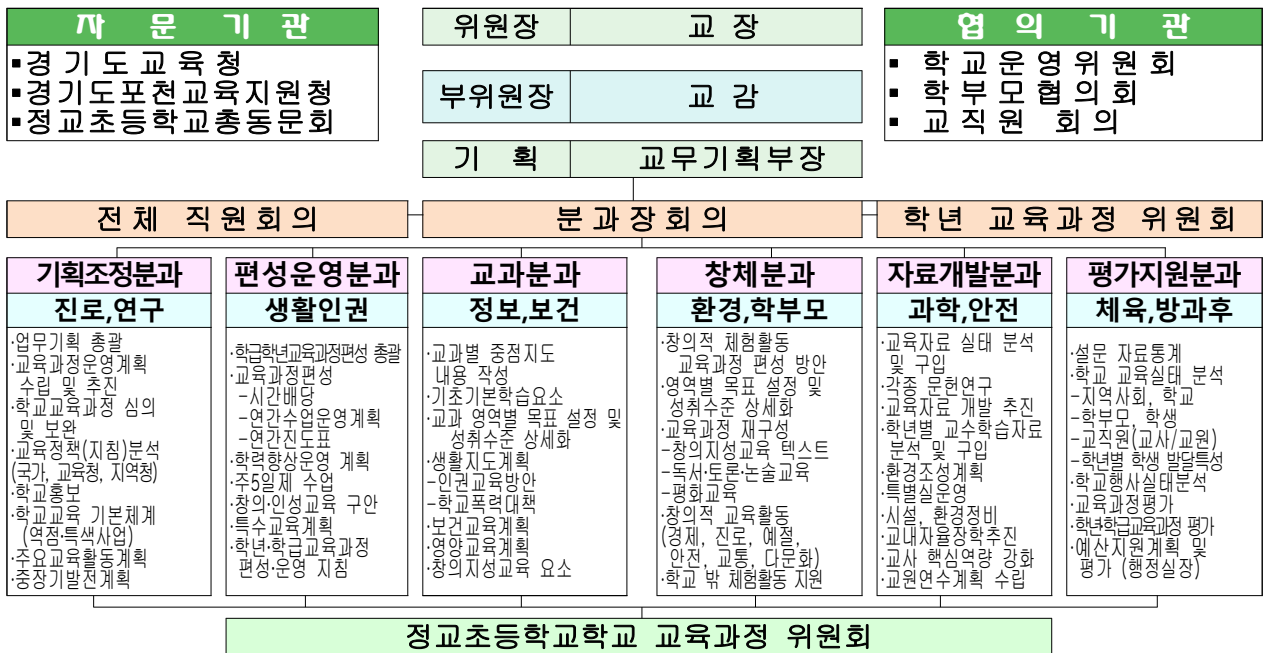 자 문 기 관
▪경 기 도 교 육 청
▪경기도포천교육지원청
▪정교초등학교총동문회
위원장 교 장
부위원장 교 감
기 획 교무기획부장
협 의 기 관
▪ 학교운영위원회
▪ 학부모협의회
▪ 교직원 회의
전체 직원회의
분과장회의
학년 교육과정 위원회
기획조정분과
진로,연구
·업무기획 총괄
·교육과정운영계획
수립 및 추진
·학교교육과정 심의
및 보완
·교육정책(지침)분석
(국가, 교육청, 지역청)
·학교홍보
·학교교육 기본체계
(역점·특색사업)
·주요교육활동계획
·중장기발전계획
편성운영분과
생활인권
·학급학년교육과정편성 총괄
·교육과정편성
-시간배당
-연간수업운영계획
-연간진도표
·학력향상운영 계획
·주5일제 수업
·창의·인성교육 구안
·특수교육계획
·학년·학급교육과정
편성·운영 지침
교과분과
정보,보건
·교과별 중점지도
내용 작성
·기초기본학습요소
·교과 영역별 목표 설정 및
성취수준 상세화
·생활지도계획
-인권교육방안
-학교폭력대책
·보건교육계획
·영양교육계획
·창의지성교육 요소
창체분과
환경,학부모
·창의적 체험활동
교육과정 편성 방안
·영역별 목표 설정 및
성취수준 상세화
·교육과정 재구성
-창의지성교육 텍스트
-독서·토론·논술교육
-평화교육
·창의적 교육활동
(경제, 진로, 예절,
안전, 교통, 다문화)
·학교 밖 체험활동 지원
자료개발분과
과학,안전
·교육자료 실태 분석
및 구입
·각종 문헌연구
·교육자료 개발 추진
·학년별 교수학습자료
분석 및 구입
·환경조성계획
·특별실운영
·시설, 환경정비
·교내자율장학추진
·교사 핵심역량 강화
·교원연수계획 수립
평가지원분과
체육,방과후
·설문 자료통계
·학교 교육실태 분석
-지역사회, 학교
-학부모, 학생
-교직원(교사/교원)
-학년별 학생 발달특성
·학교행사실태분석
·교육과정평가
·학년학급교육과정 평가
·예산지원계획 및
평가 (행정실장)
정교초등학교학교 교육과정 위원회